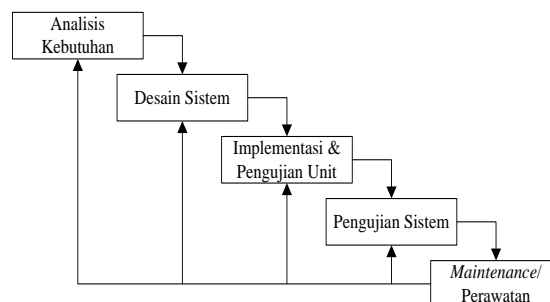 Analisis
Kebutuhan
Desain Sistem
Implementasi &
Pengujian Unit
Pengujian Sistem
Maintenance/
Perawatan